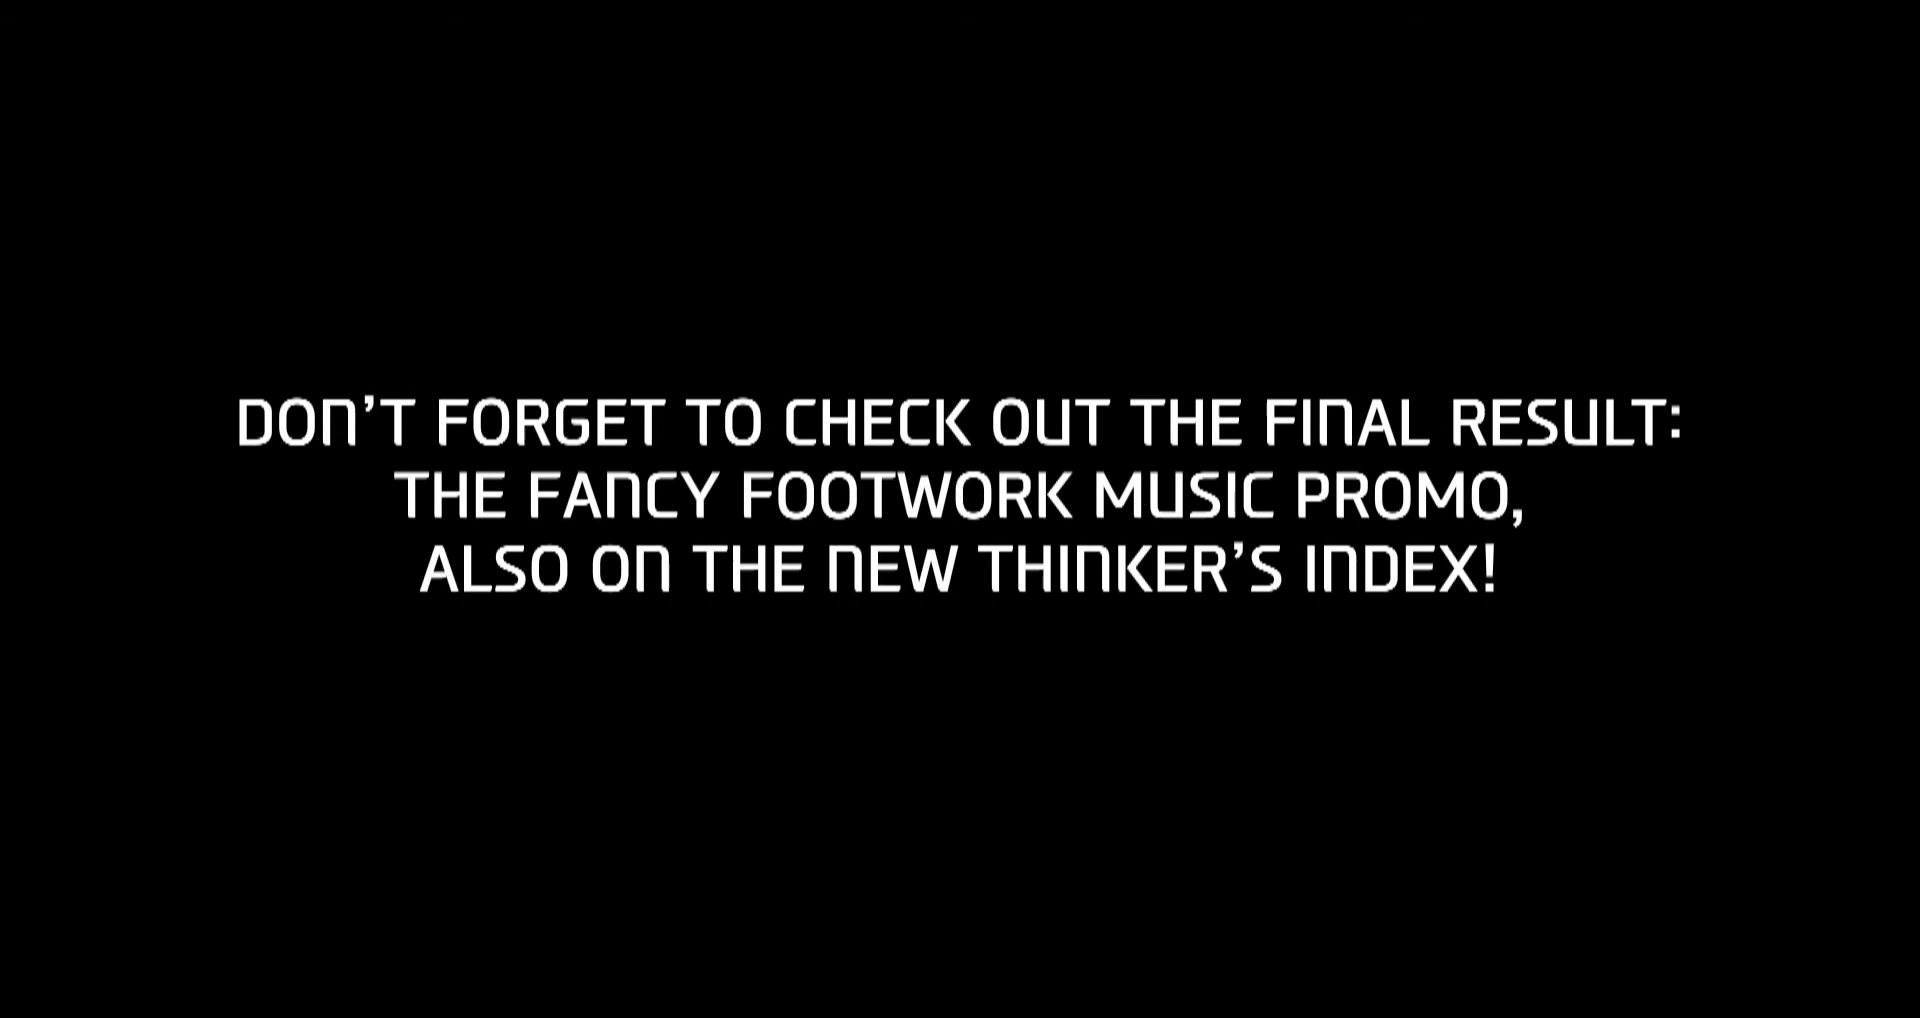 DON'T FORGET TO CHECK OUT THE FINAL RESULT:
THE FANCY FOOTWORK MUSIC PROMO,
ALSO ON THE NEW THINKER'S INDEX!